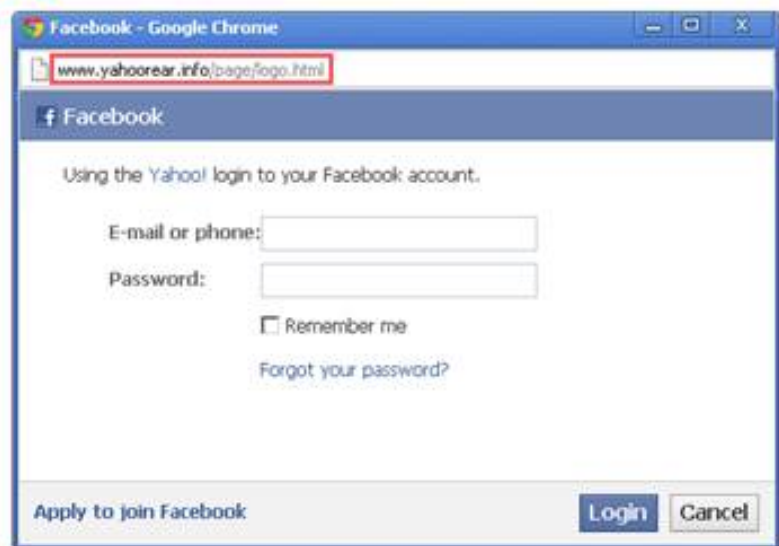 Facebook - Google Chrome
www.yahoorear.info/page/logo.html
f Facebook
Using the Yahoo! login to your Facebook account.
E-mail or phone:
Password:
Remember me
Forgot your password?
Apply to join Facebook
Login Cancel